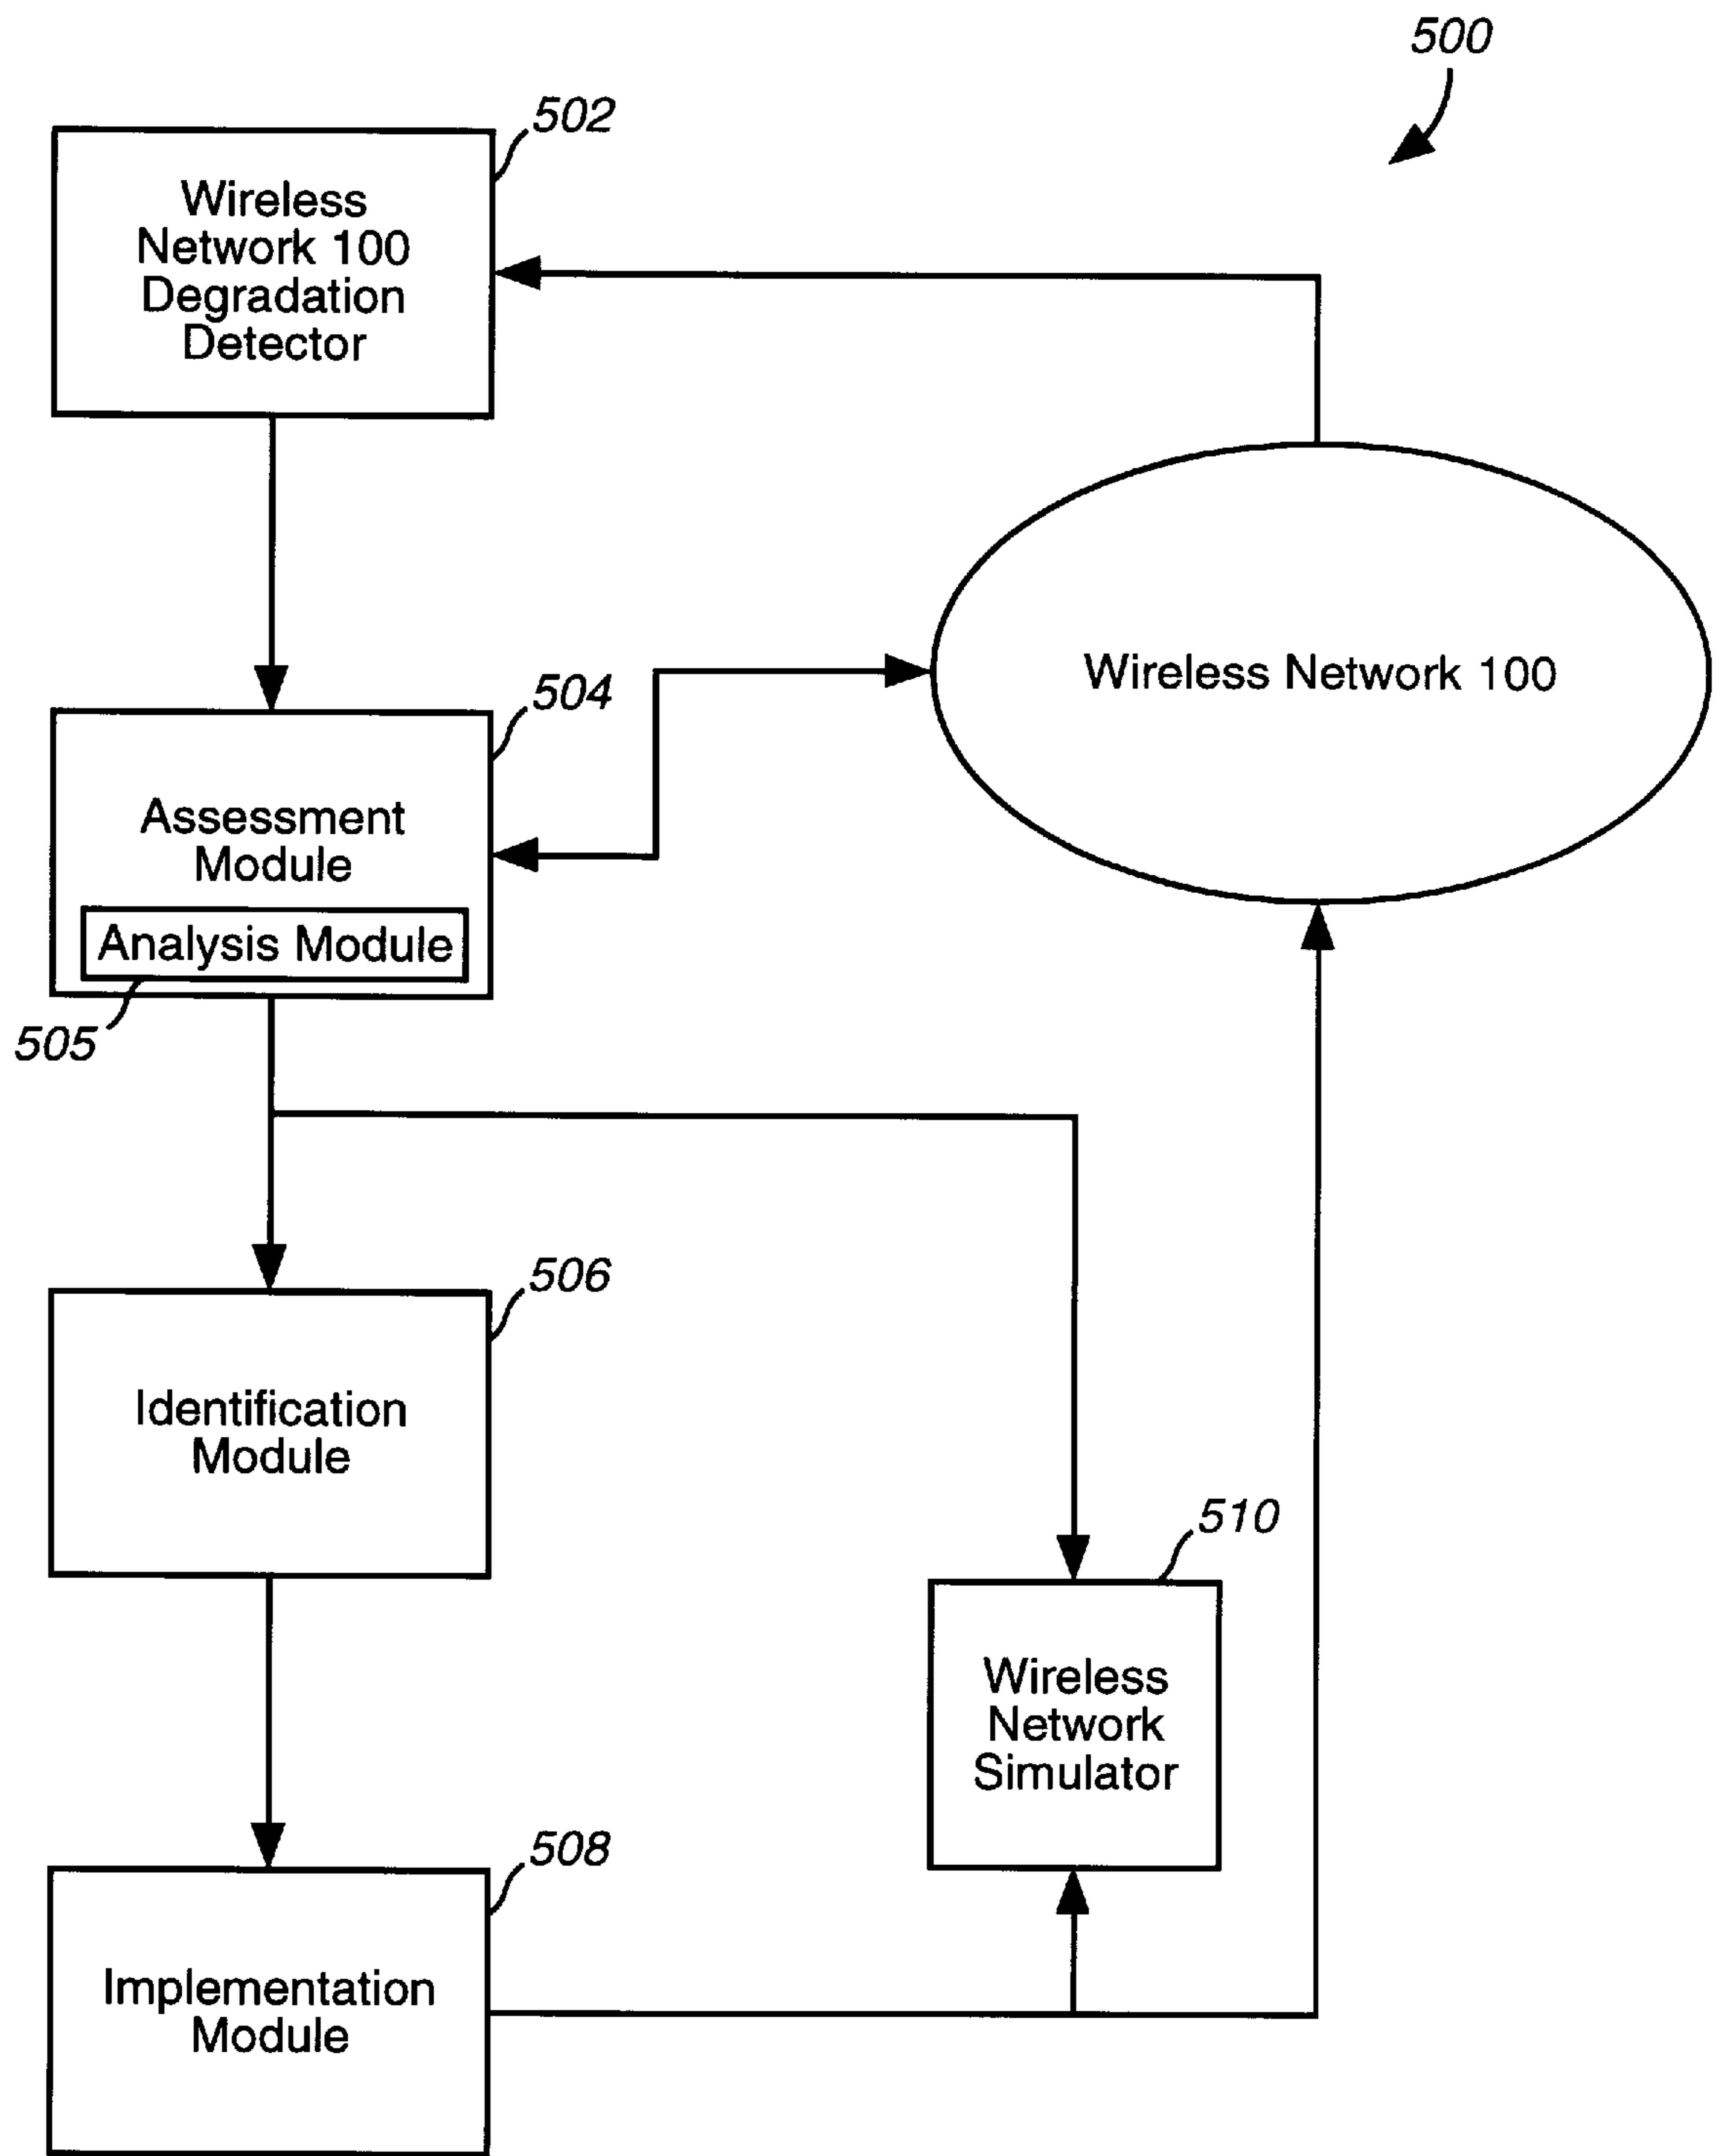 500
502
Wireless
Network 100
Degradation
Detector
Wireless Network 100
504
Assessment
Module
Analysis Module
505
506
Identification
Module
510
Wireless
Network
Simulator
508
Implementation
Module